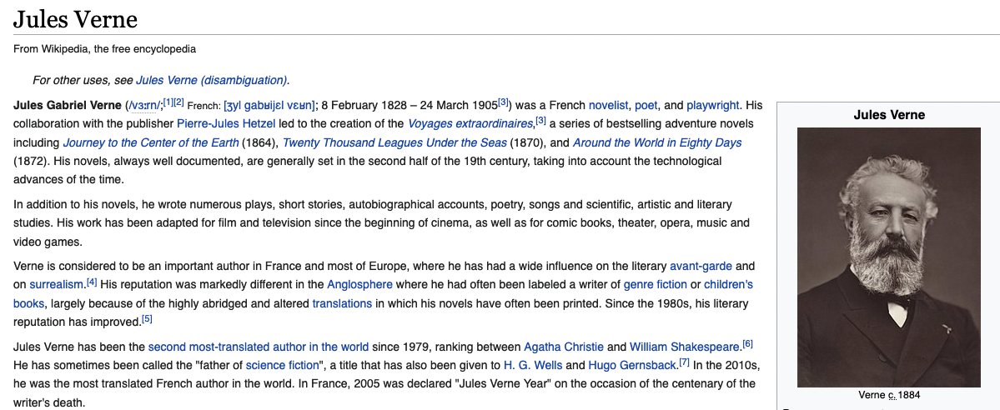 Jules Verne
From Wikipedia, the free encyclopedia
For other uses, see Jules Verne (disambiguation).
Jules Gabriel Verne (/vɜːrn/;[1][2] French: [ʒyl ɡabʁijɛl vɛʁn]; 8 February 1828 – 24 March 1905[3]) was a French novelist, poet, and playwright. His
collaboration with the publisher Pierre-Jules Hetzel led to the creation of the Voyages extraordinaires,[3] a series of bestselling adventure novels
including Journey to the Center of the Earth (1864), Twenty Thousand Leagues Under the Seas (1870), and Around the World in Eighty Days
(1872). His novels, always well documented, are generally set in the second half of the 19th century, taking into account the technological
advances of the time.
In addition to his novels, he wrote numerous plays, short stories, autobiographical accounts, poetry, songs and scientific, artistic and literary
studies. His work has been adapted for film and television since the beginning of cinema, as well as for comic books, theater, opera, music and
video games.
Verne is considered to be an important author in France and most of Europe, where he has had a wide influence on the literary avant-garde and
on surrealism.[4] His reputation was markedly different in the Anglosphere where he had often been labeled a writer of genre fiction or children's
books, largely because of the highly abridged and altered translations in which his novels have often been printed. Since the 1980s, his literary
reputation has improved.[5]
Jules Verne has been the second most-translated author in the world since 1979, ranking between Agatha Christie and William Shakespeare.[6]
He has sometimes been called the "father of science fiction", a title that has also been given to H. G. Wells and Hugo Gernsback.[7] In the 2010s,
he was the most translated French author in the world. In France, 2005 was declared "Jules Verne Year" on the occasion of the centenary of the
writer's death.
Jules Verne
Verne c. 1884